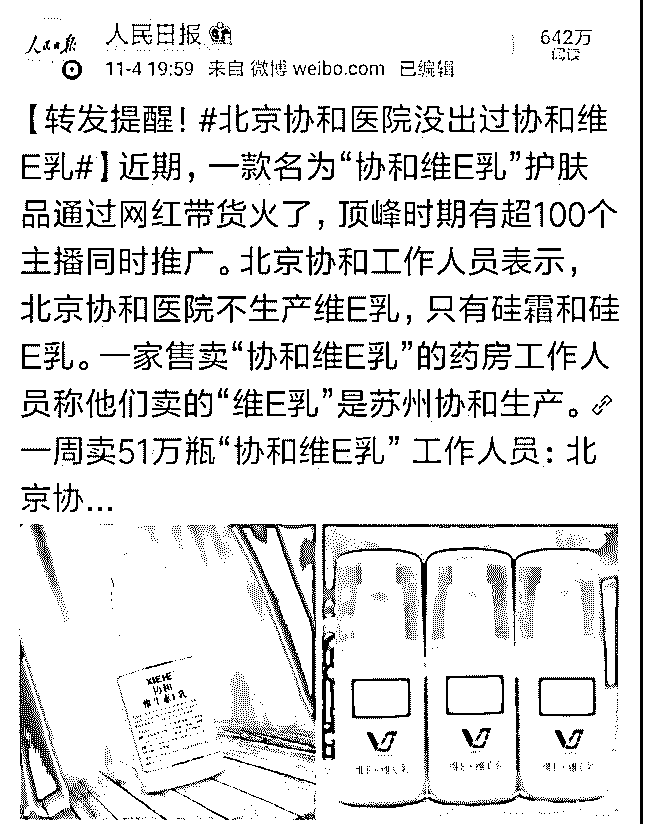 人民日报
人民日报
642万
阅读
11-4 19:59 来自 微博 weibo.com 已编辑
【转发提醒！#北京协和医院没出过协和维
E乳#】近期，一款名为“协和维E乳”护肤
品通过网红带货火了，顶峰时期有超100个
主播同时推广。北京协和工作人员表示，
北京协和医院不生产维E乳，只有硅霜和硅
E乳。一家售卖“协和维E乳”的药房工作人
员称他们卖的“维E乳”是苏州协和生产。
一周卖51万瓶“协和维E乳” 工作人员：北
京协...
XIEHE
协和
维生素E乳